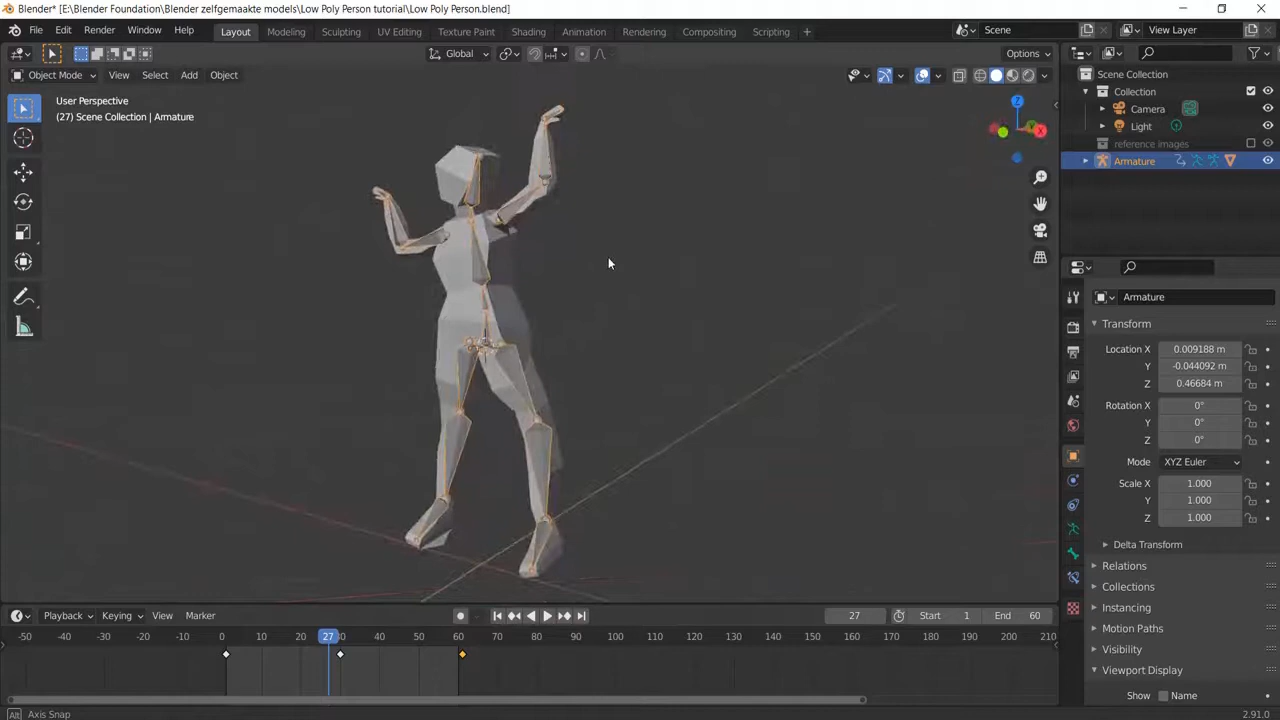 Blender* [E:\Blender Foundation\Blender zelfgemaakte models\Low Poly Person tutorial\Low Poly Person.blend]
File Edit Render Window Help Layout Modeling Sculpting UV Editing Texture Paint Shading Animation Rendering Compositing Scripting + Scene View Layer
Global Options
Object Mode View Select Add Object
User Perspective
(27) Scene Collection | Armature
Z
X
Scene Collection
Collection
Camera
Light
reference images
Armature
Armature
Transform
Location X 0.009188 m
Y -0.044092 m
Z 0.46684 m
Rotation X 0°
Y 0°
Z 0°
Mode XYZ Euler
Scale X 1.000
Y 1.000
Z 1.000
Delta Transform
Relations
Collections
Instancing
Motion Paths
Visibility
Viewport Display
Show Name
Playback Keying View Marker 27 Start 1 End 60
-50 -40 -30 -20 -10 0 10 20 27 30 40 50 60 70 80 90 100 110 120 130 140 150 160 170 180 190 200 210
Alt Axis Snap 2.91.0